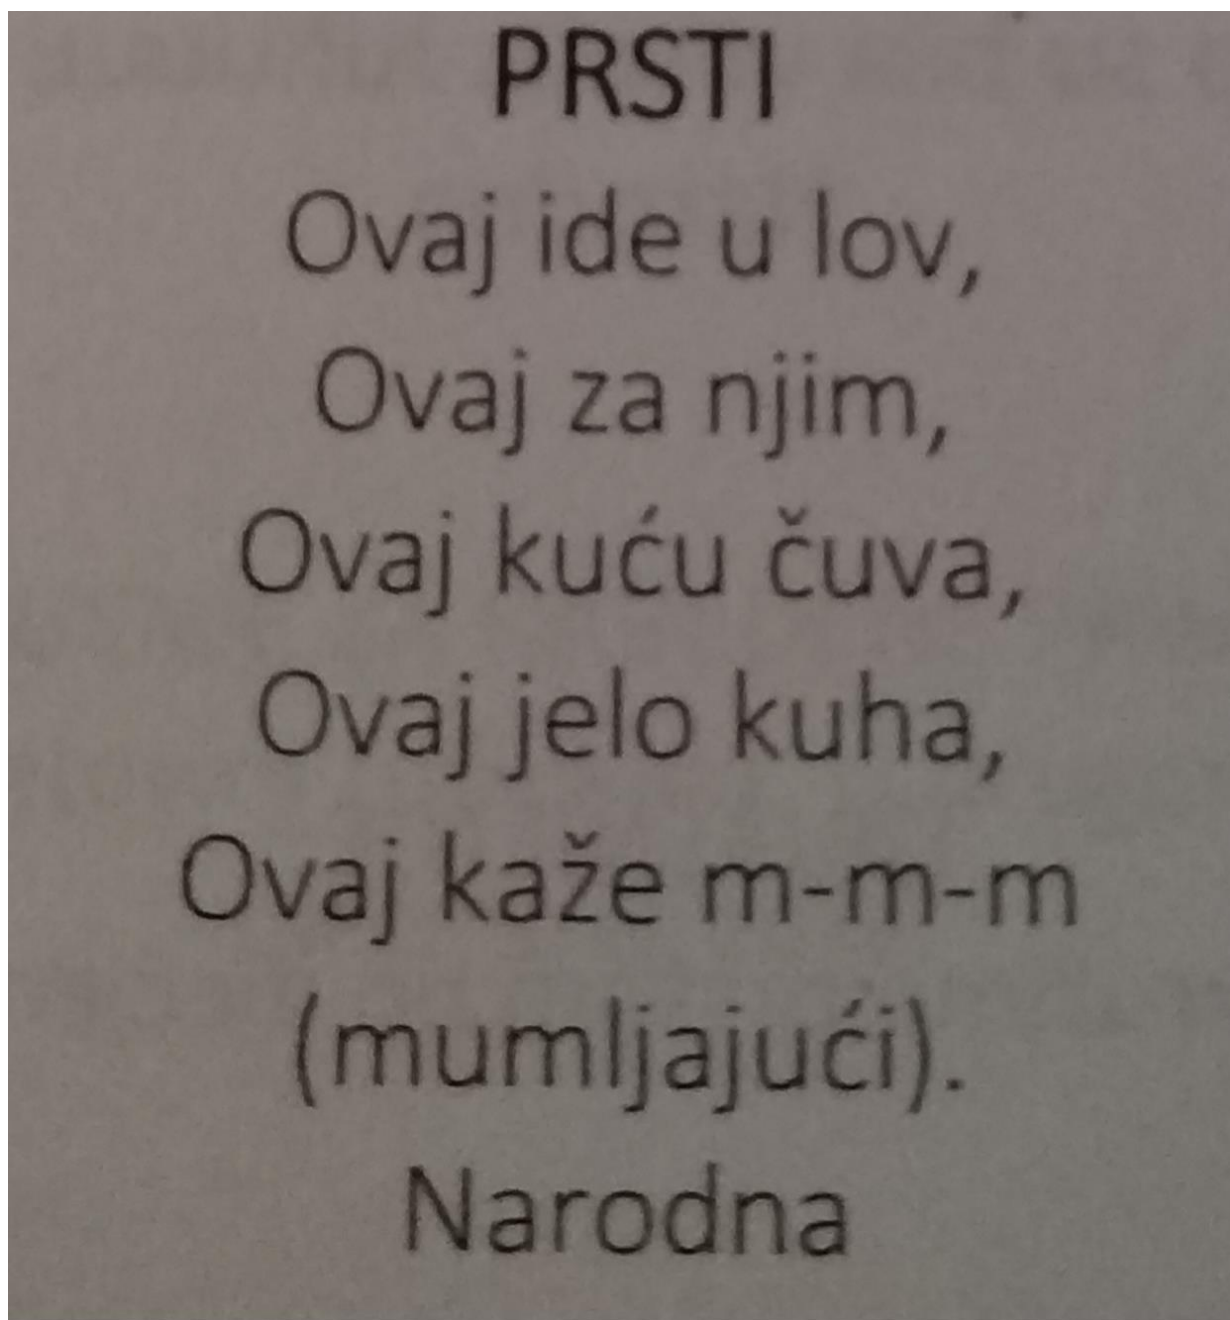 PRSTI
Ovaj ide u lov,
Ovaj za njim,
Ovaj kuću čuva,
Ovaj jelo kuha,
Ovaj kaže m-m-m
(mumljajući).
Narodna